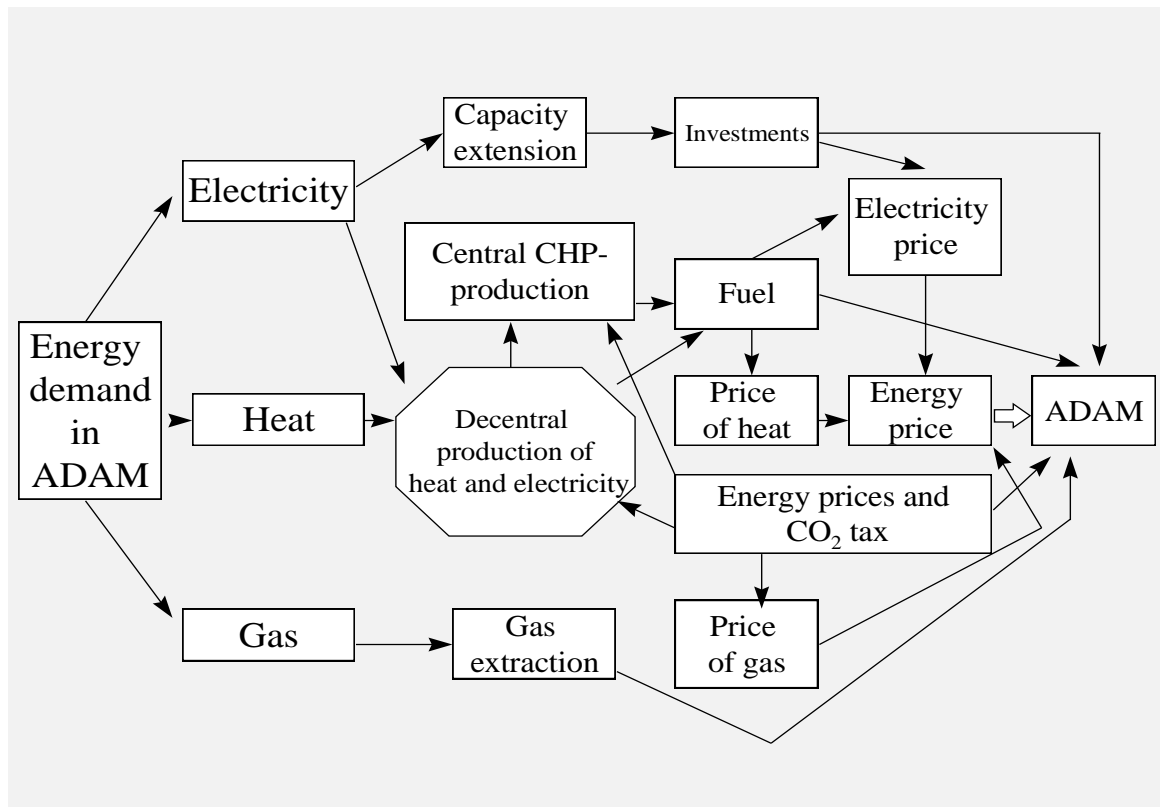 Capacity
extension
Investments
Electricity
Electricity
price
Central CHP-
production
Fuel
Energy
demand
in
ADAM
Heat
Decentral
production of
heat and electricity
Price
of heat
Energy
price
ADAM
Energy prices and
CO₂ tax
Gas
Gas
extraction
Price
of gas